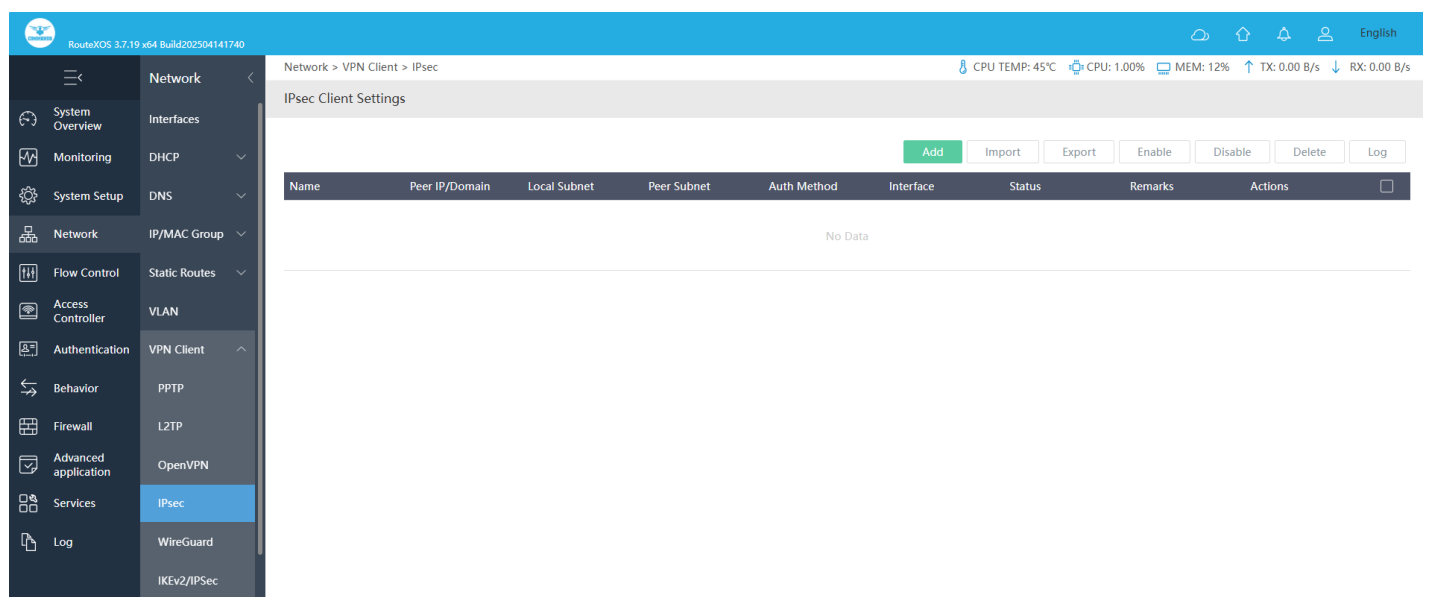 RouteXOS 3.7.19 x64 Build202504141740
English
Network
Network > VPN Client > IPsec
CPU TEMP: 45℃
CPU: 1.00%
MEM: 12%
TX: 0.00 B/s
RX: 0.00 B/s
IPsec Client Settings
System
Overview
Monitoring
System Setup
Network
Flow Control
Access
Controller
Authentication
Behavior
Firewall
Advanced
application
Services
Log
Interfaces
DHCP
DNS
IP/MAC Group
Static Routes
VLAN
VPN Client
PPTP
L2TP
OpenVPN
IPsec
WireGuard
IKEv2/IPSec
Add Import Export Enable Disable Delete Log
Name Peer IP/Domain Local Subnet Peer Subnet Auth Method Interface Status Remarks Actions
No Data